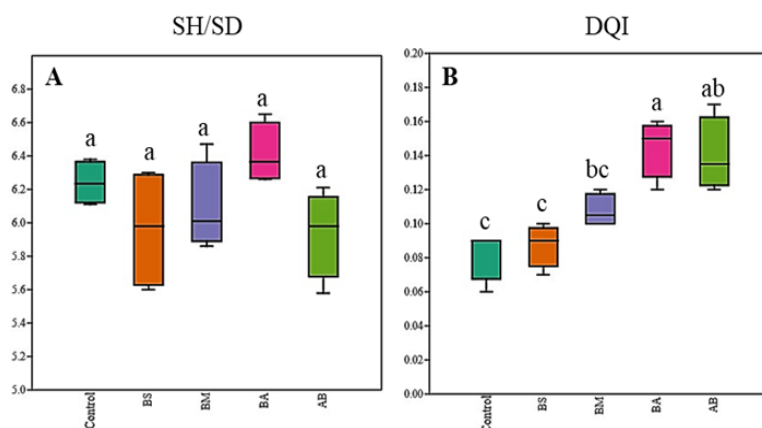 SH/SD
A
6.8
6.6
6.4
6.2
6.0
5.8
5.6
5.4
5.2
5.0
a
a
a
a
a
Control
BS
BM
BA
AB
DQI
B
0.20
0.18
0.16
0.14
0.12
0.10
0.08
0.06
0.04
0.02
0.00
c
c
bc
a
ab
Control
BS
BM
BA
AB